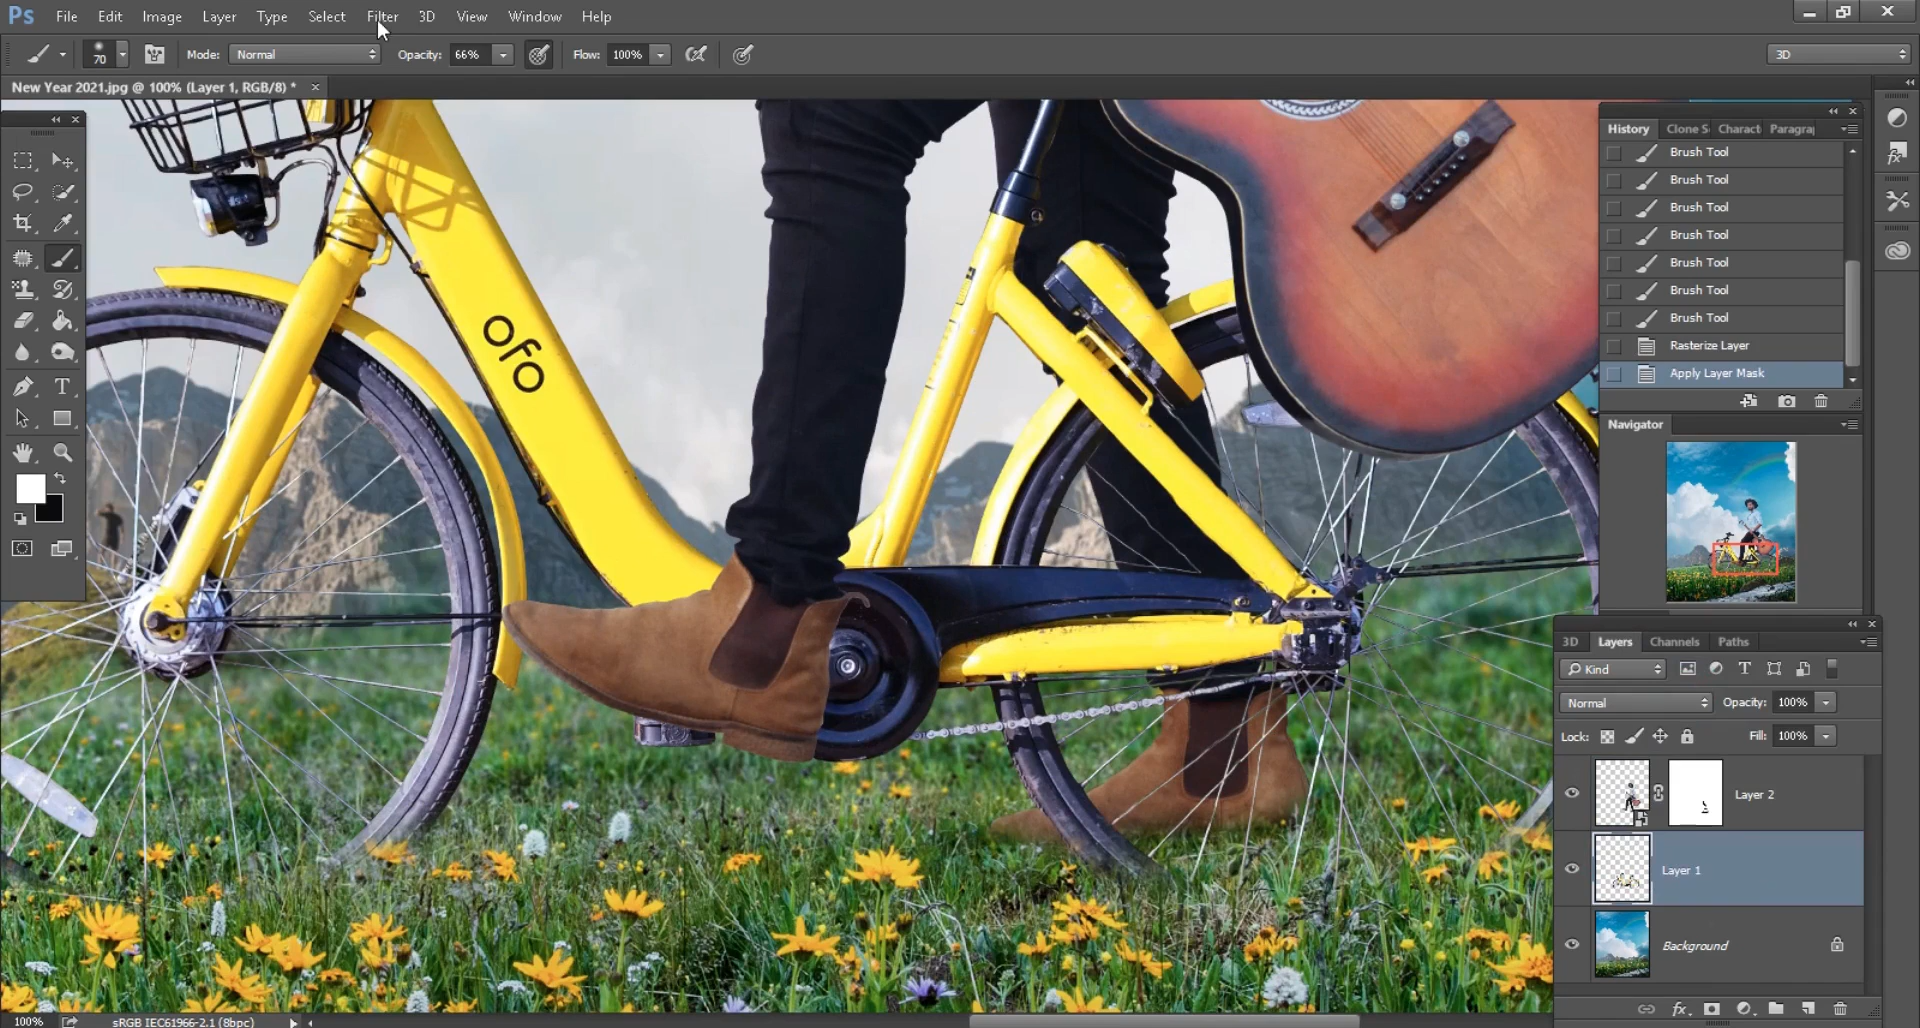 Ps File Edit Image Layer Type Select Filter 3D View Window Help
70 Mode: Normal Opacity: 66% Flow: 100% 3D
New Year 2021.jpg @ 100% (Layer 1, RGB/8) * ×
History Clone S Charact Paragra
Brush Tool
Brush Tool
Brush Tool
Brush Tool
Brush Tool
Brush Tool
Brush Tool
Rasterize Layer
Apply Layer Mask
Navigator
ofo
T
3D Layers Channels Paths
Kind T
Normal Opacity: 100%
Lock: Fill: 100%
Layer 2
Layer 1
Background
fx
100% sRGB IEC61966-2.1 (8bpc)